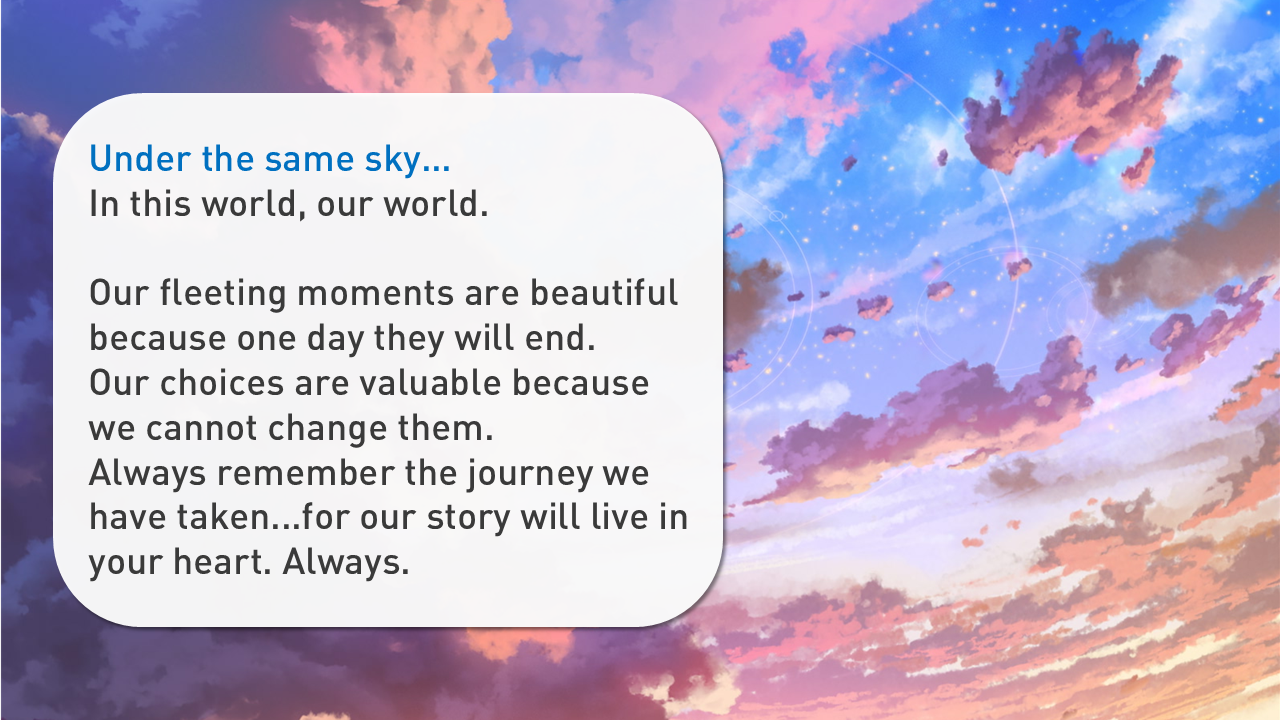 Under the same sky...
In this world, our world.
Our fleeting moments are beautiful
because one day they will end.
Our choices are valuable because
we cannot change them.
Always remember the journey we
have taken...for our story will live in
your heart. Always.